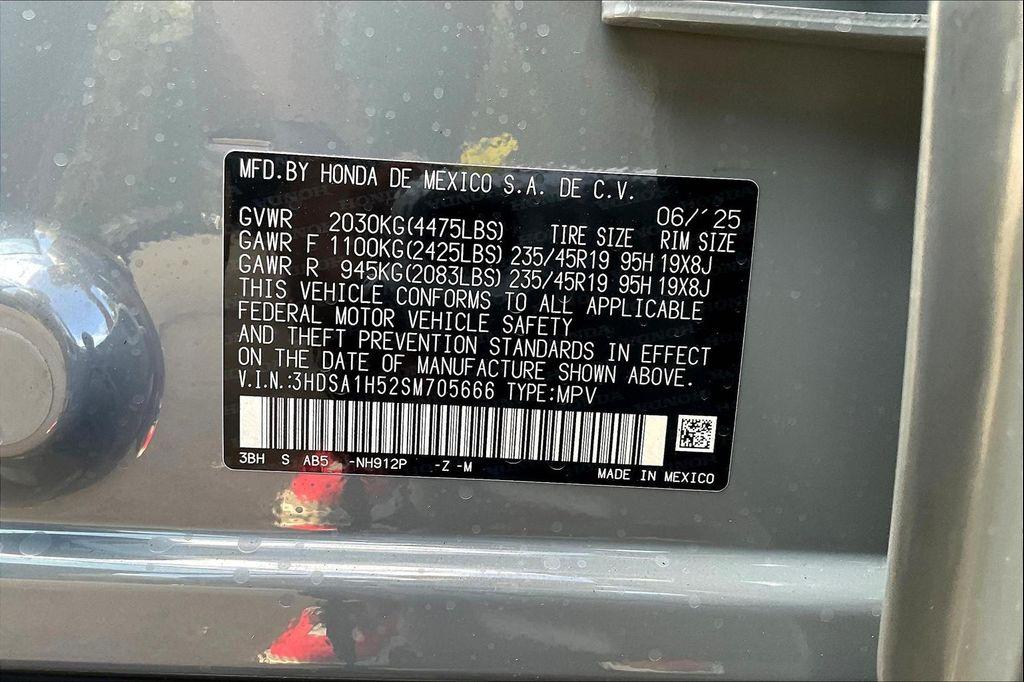 MFD.BY HONDA DE MEXICO S.A. DE C.V.
06/'25
GVWR 2030KG(4475LBS) TIRE SIZE RIM SIZE
GAWR F 1100KG(2425LBS) 235/45R19 95H 19X8J
GAWR R 945KG(2083LBS) 235/45R19 95H 19X8J
THIS VEHICLE CONFORMS TO ALL APPLICABLE
FEDERAL MOTOR VEHICLE SAFETY
AND THEFT PREVENTION STANDARDS IN EFFECT
ON THE DATE OF MANUFACTURE SHOWN ABOVE.
V.I.N.:3HDSA1H52SM705666 TYPE:MPV
3BH S AB5 -NH912P -Z -M
MADE IN MEXICO